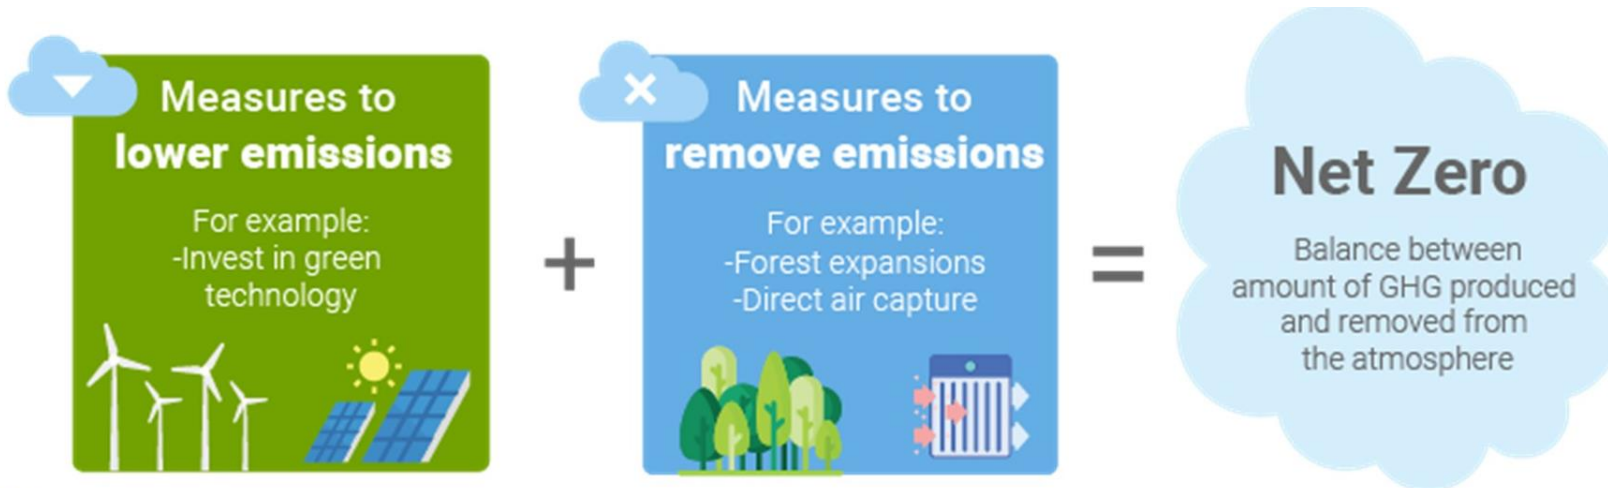 Measures to
lower emissions
For example:
-Invest in green
technology
+
Measures to
remove emissions
For example:
-Forest expansions
-Direct air capture
=
Net Zero
Balance between
amount of GHG produced
and removed from
the atmosphere